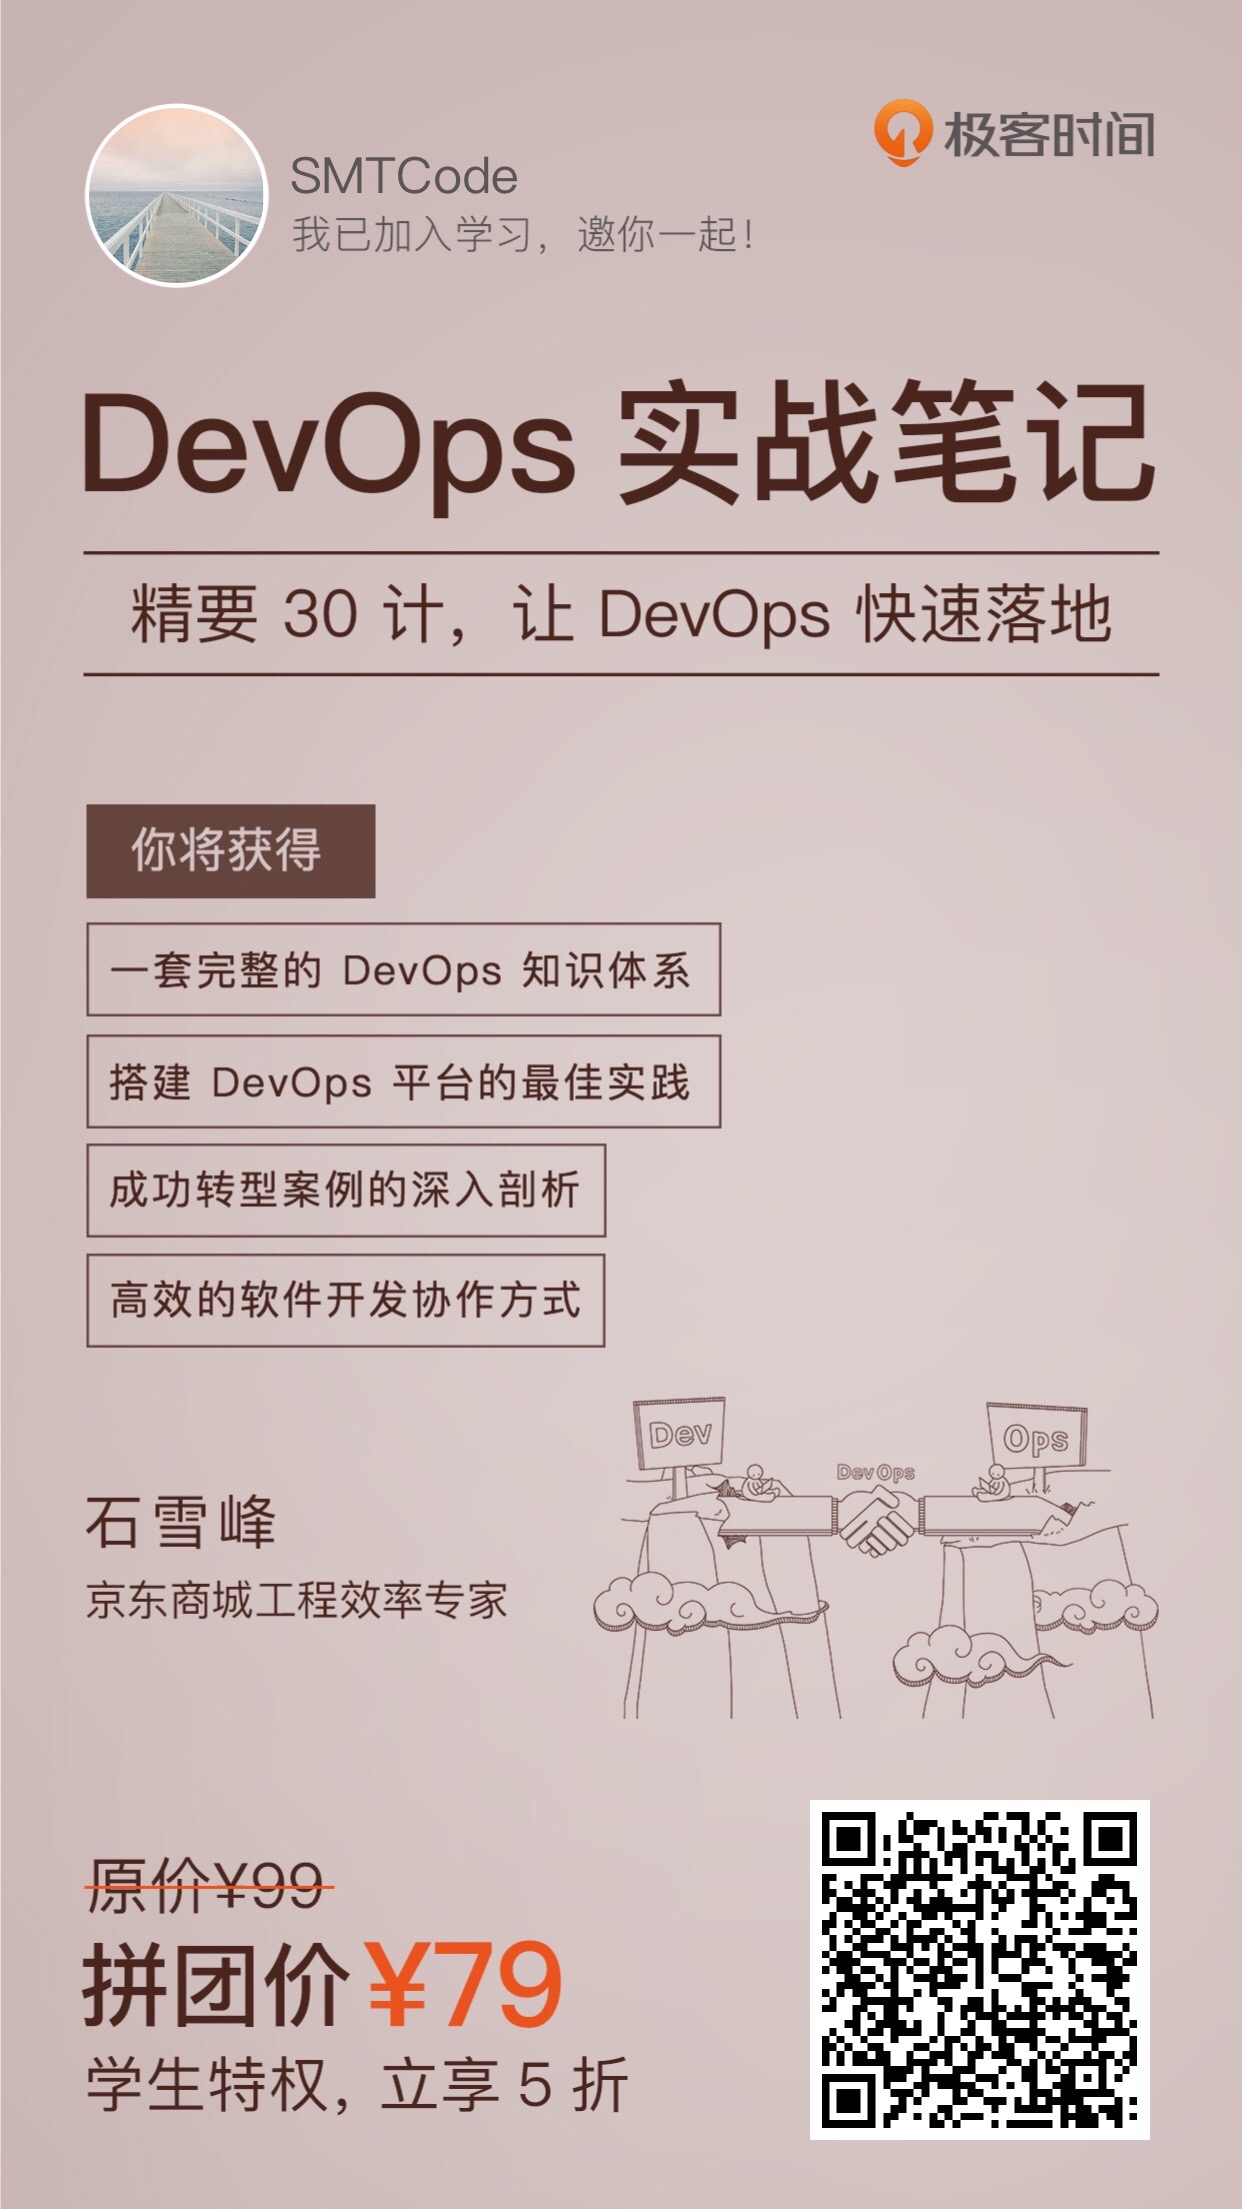 极客时间
SMTCode
我已加入学习，邀你一起！
DevOps 实战笔记
精要 30 计，让 DevOps 快速落地
你将获得
一套完整的 DevOps 知识体系
搭建 DevOps 平台的最佳实践
成功转型案例的深入剖析
高效的软件开发协作方式
Dev
Ops
DevOps
石雪峰
京东商城工程效率专家
原价¥99
拼团价¥79
学生特权，立享 5 折